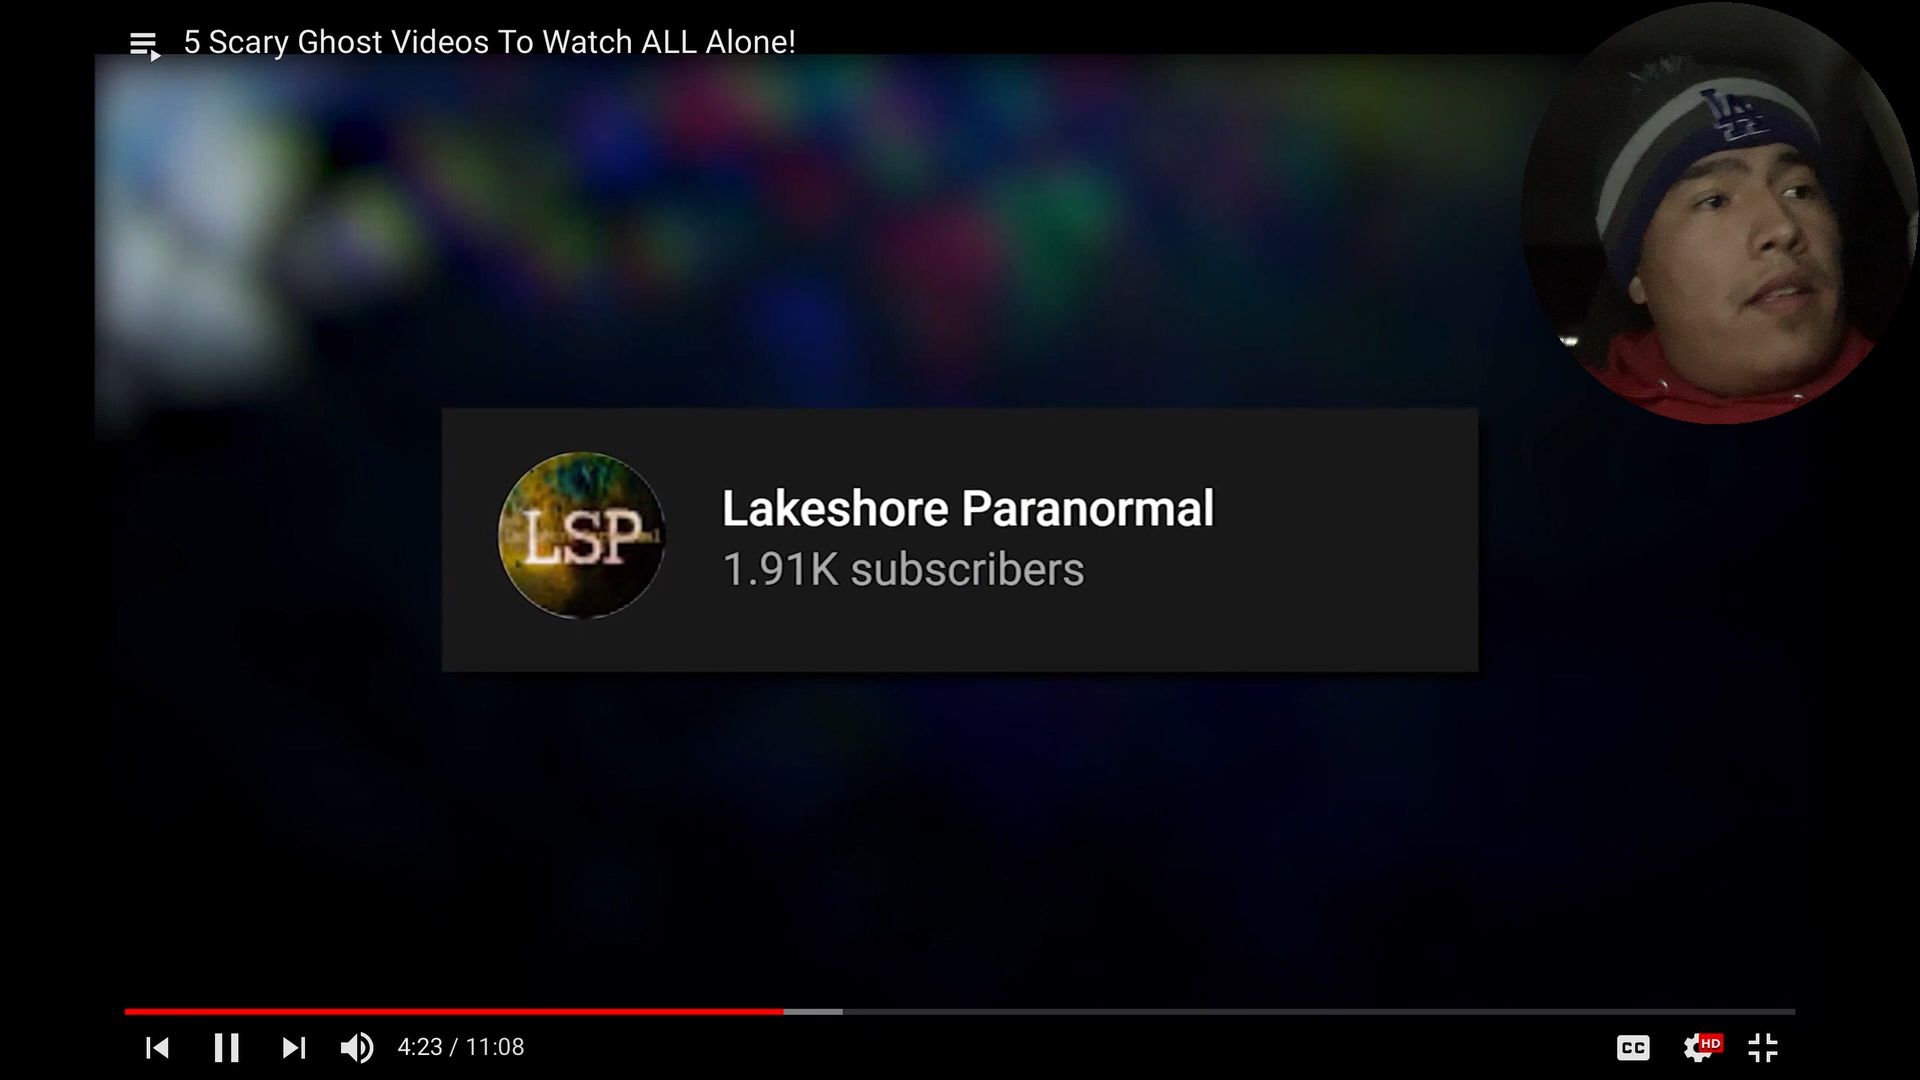 5 Scary Ghost Videos To Watch ALL Alone!
LA
LSP
Lakeshore Paranormal
1.91K subscribers
4:23 / 11:08
CC
HD